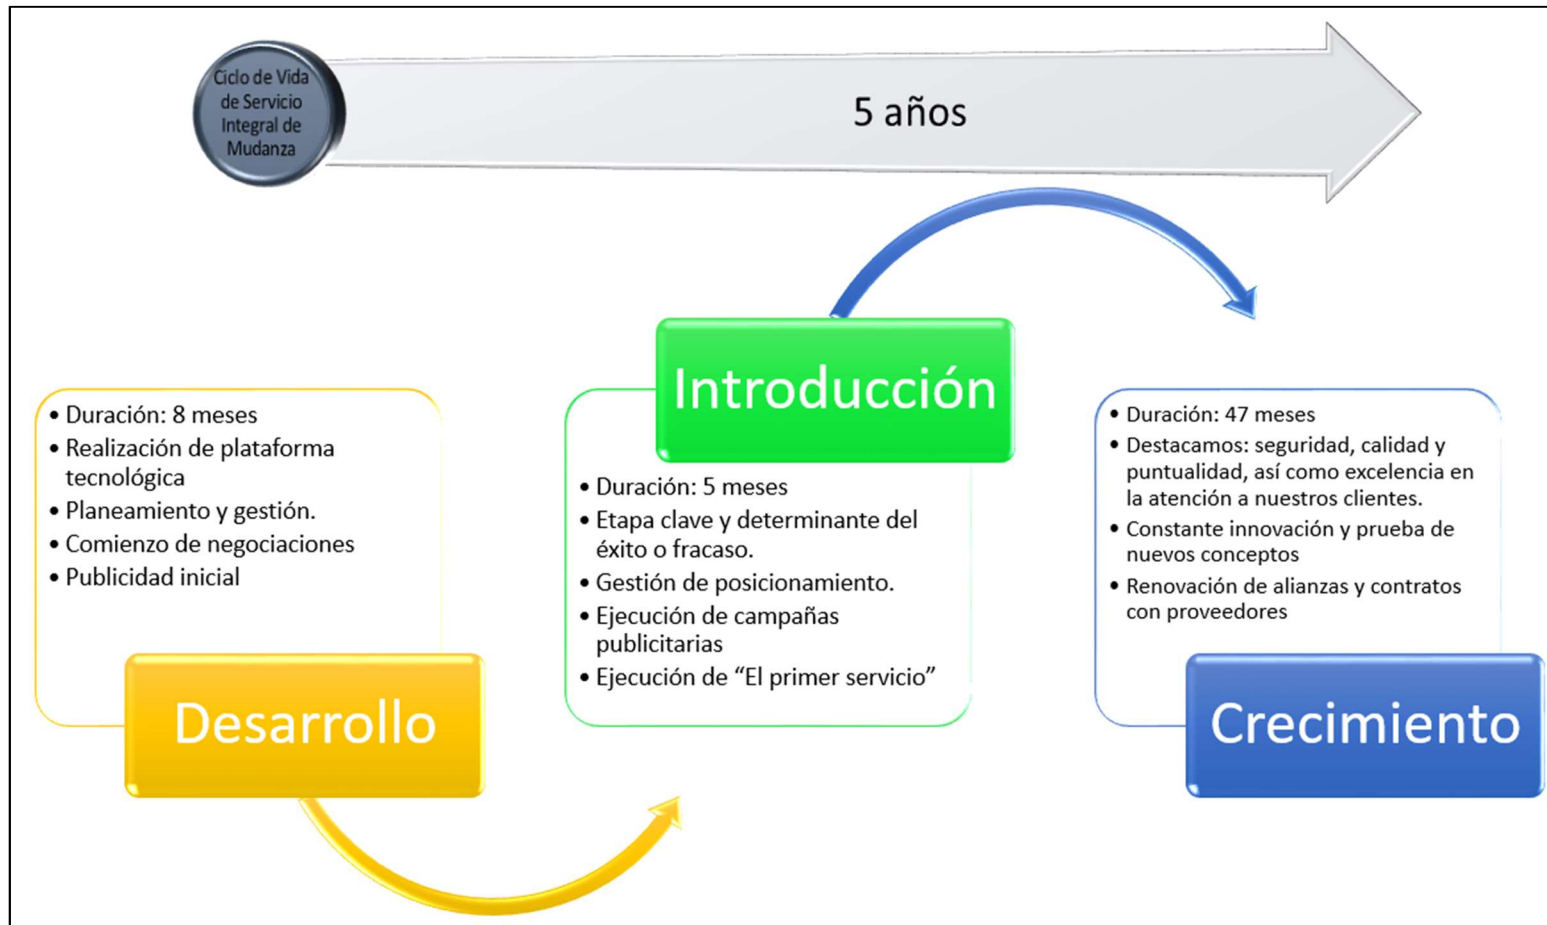 Ciclo de Vida
de Servicio
Integral de
Mudanza
5 años
• Duración: 8 meses
• Realización de plataforma
tecnológica
• Planeamiento y gestión.
• Comienzo de negociaciones
• Publicidad inicial
Desarrollo
Introducción
• Duración: 5 meses
• Etapa clave y determinante del
éxito o fracaso.
• Gestión de posicionamiento.
• Ejecución de campañas
publicitarias
• Ejecución de “El primer servicio”
• Duración: 47 meses
• Destacamos: seguridad, calidad y
puntualidad, así como excelencia en
la atención a nuestros clientes.
• Constante innovación y prueba de
nuevos conceptos
• Renovación de alianzas y contratos
con proveedores
Crecimiento